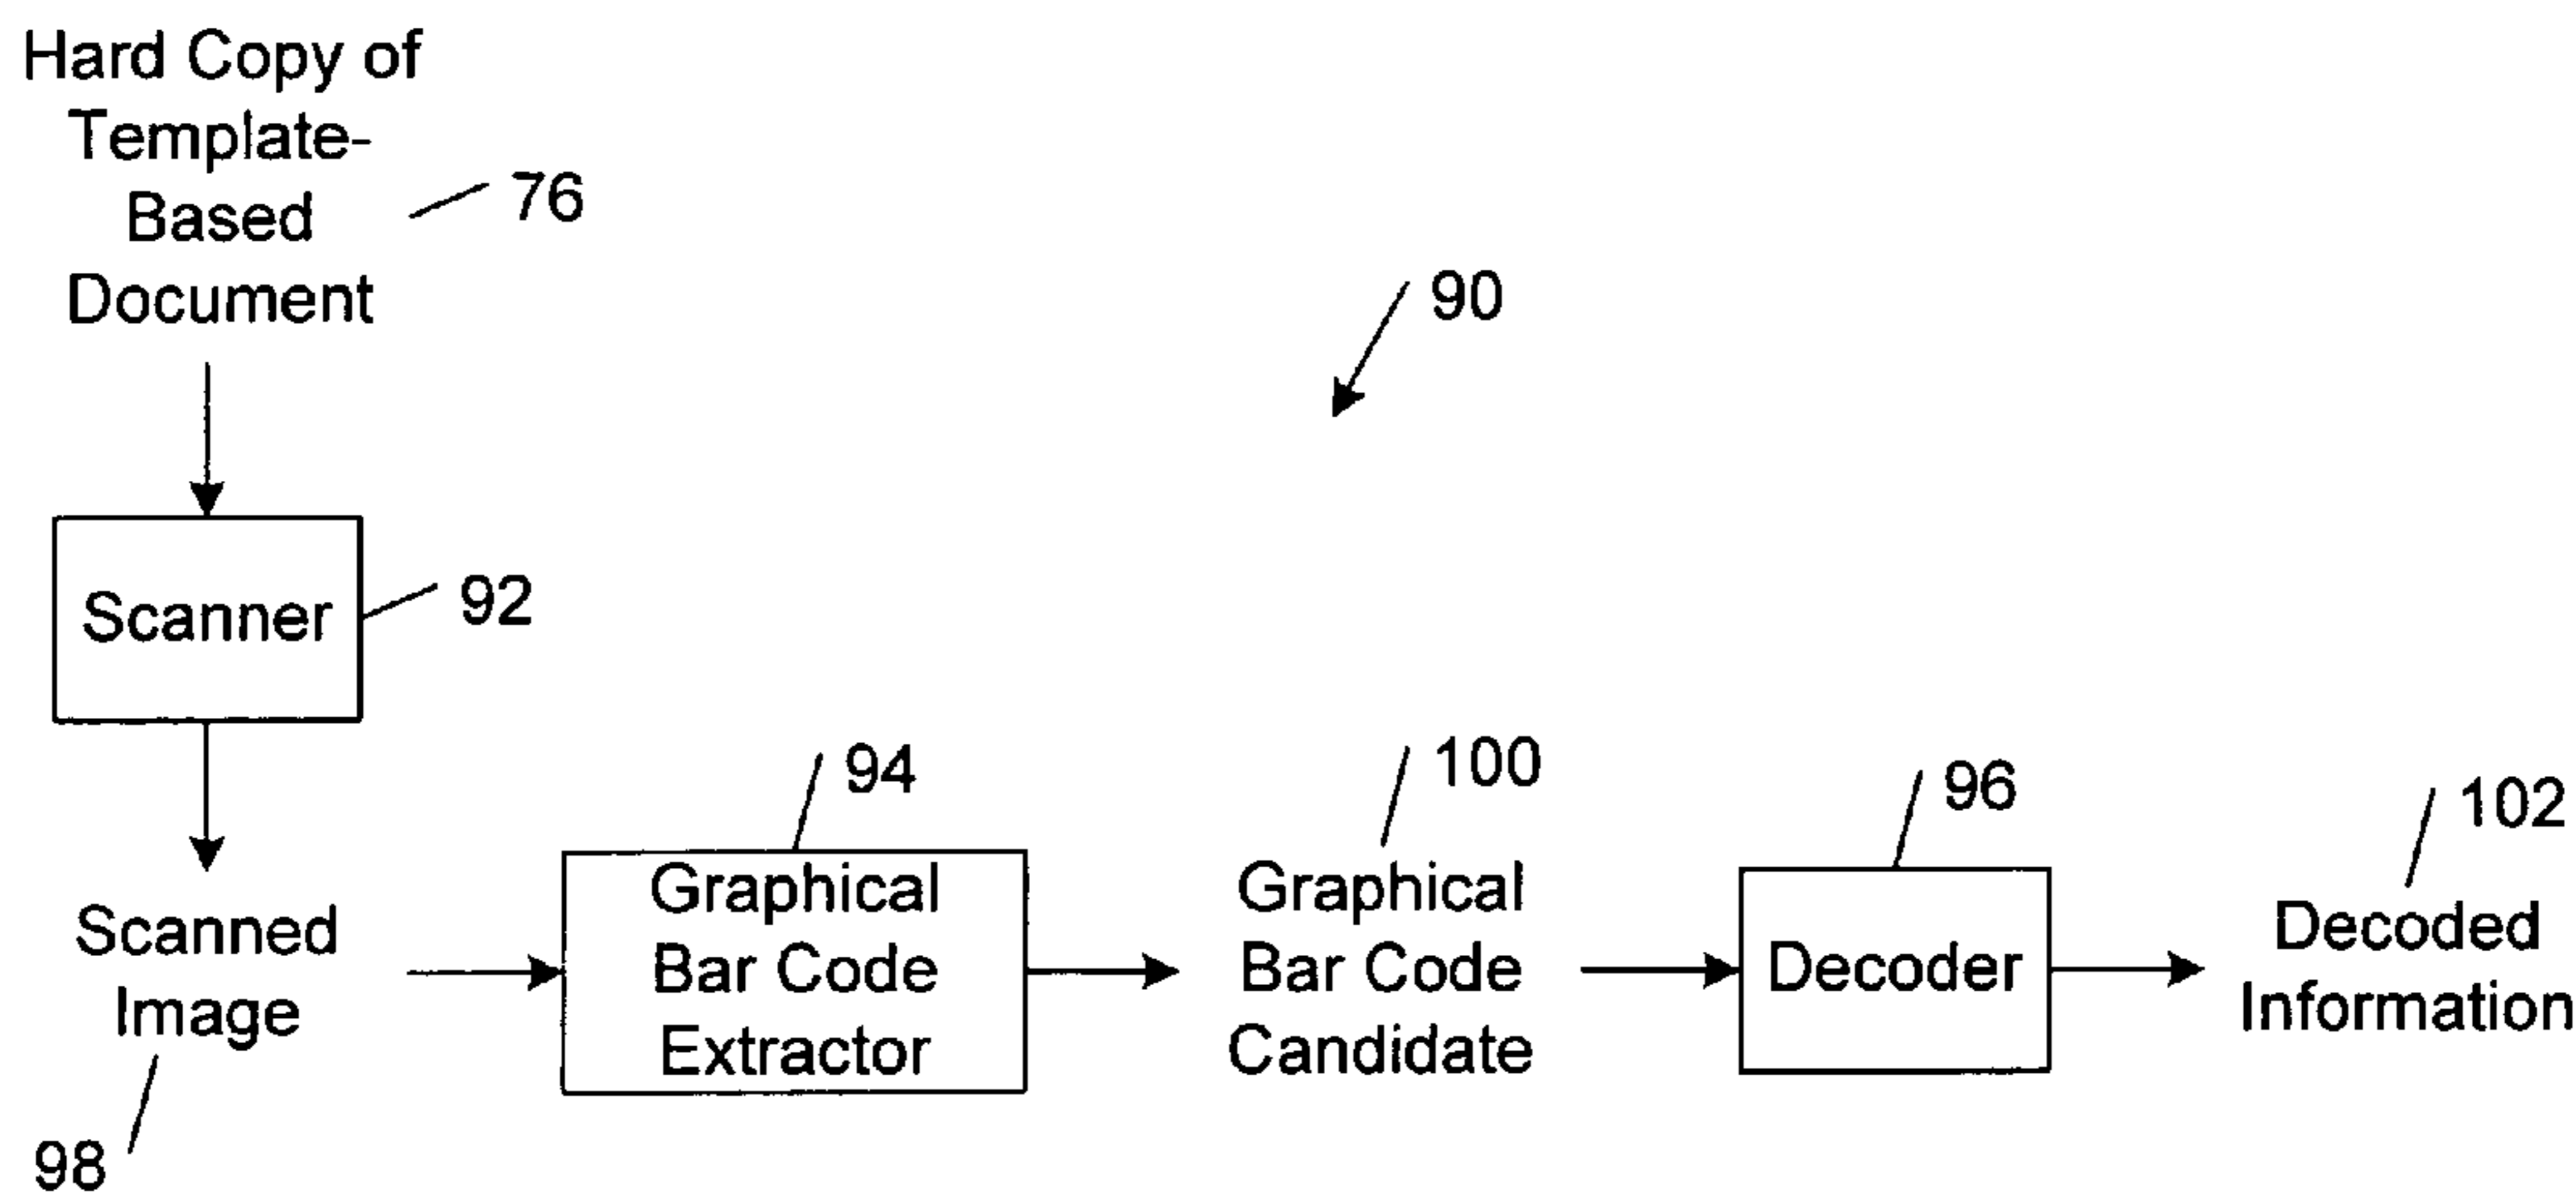 Hard Copy of
Template-
Based
Document
76
90
Scanner
92
Scanned
Image
98
94
Graphical
Bar Code
Extractor
100
Graphical
Bar Code
Candidate
96
Decoder
102
Decoded
Information